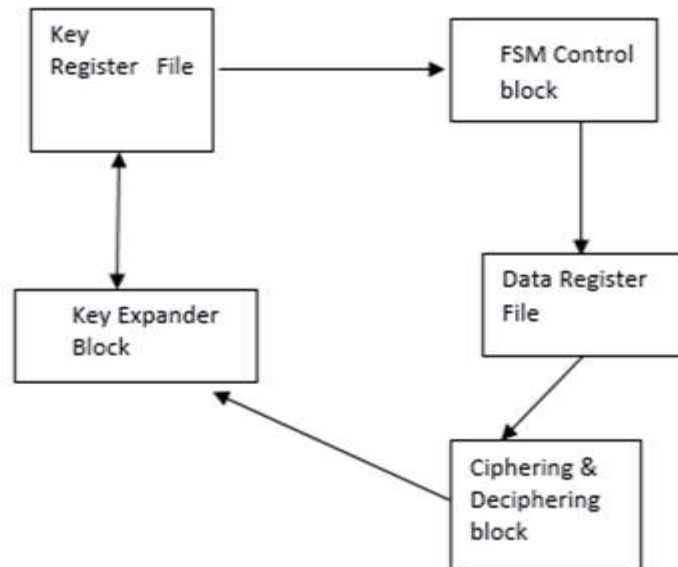 Key
Register File
FSM Control
block
Key Expander
Block
Data Register
File
Ciphering &
Deciphering
block